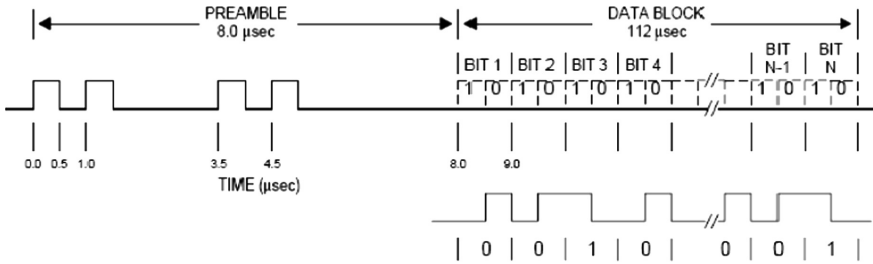 PREAMBLE DATA BLOCK
8.0 μsec 112 μsec
BIT 1 BIT 2 BIT 3 BIT 4 BIT N-1 BIT N
1 0 1 0 1 0 1 0 1 0 1 0
0.0 0.5 1.0 3.5 4.5 8.0 9.0
TIME (μsec)
0 0 1 0 0 0 1